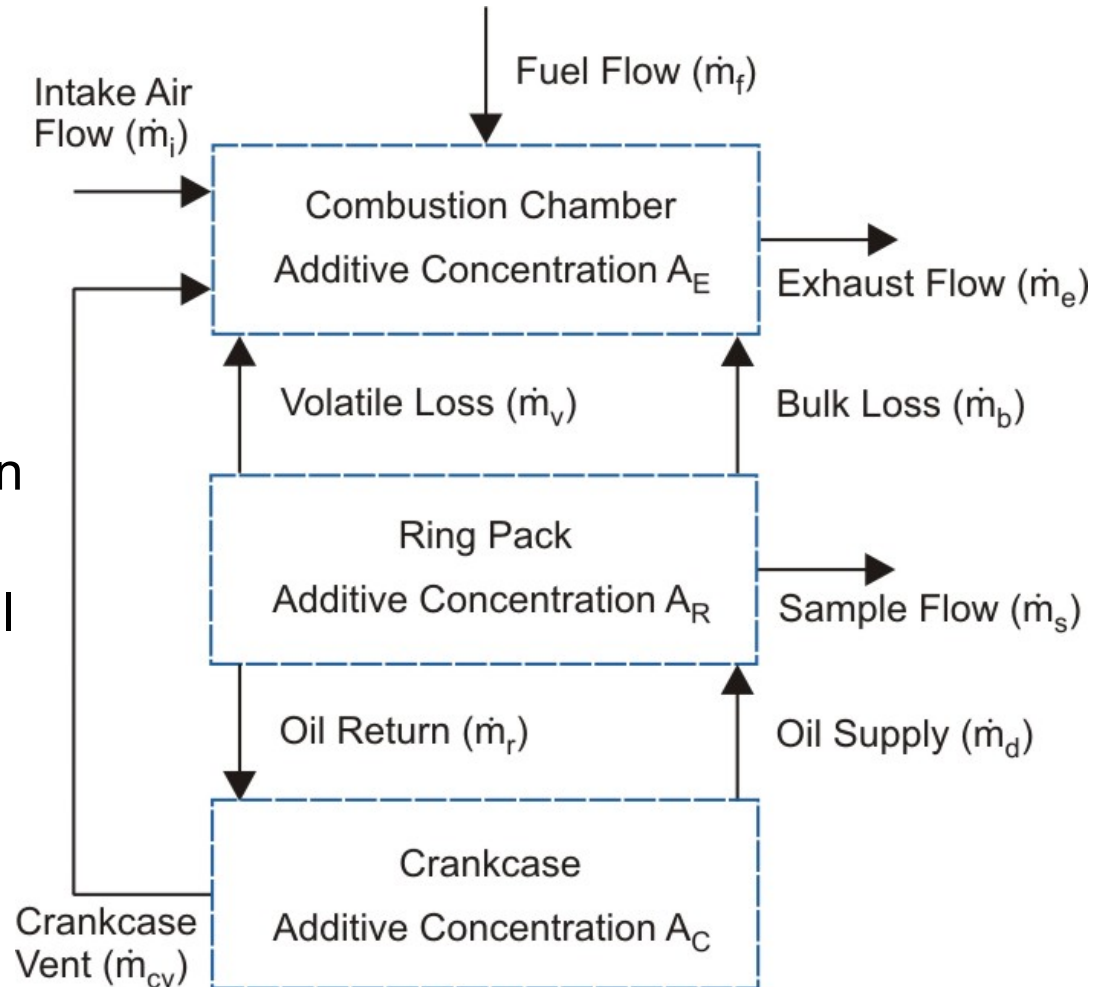 Fuel Flow (ṁf)
Intake Air
Flow (ṁi)
Combustion Chamber
Additive Concentration AE
Exhaust Flow (ṁe)
Volatile Loss (ṁv)
Bulk Loss (ṁb)
n
Ring Pack
Additive Concentration AR
l
Sample Flow (ṁs)
Oil Return (ṁr)
Oil Supply (ṁd)
Crankcase
Additive Concentration AC
Crankcase
Vent (ṁcv)